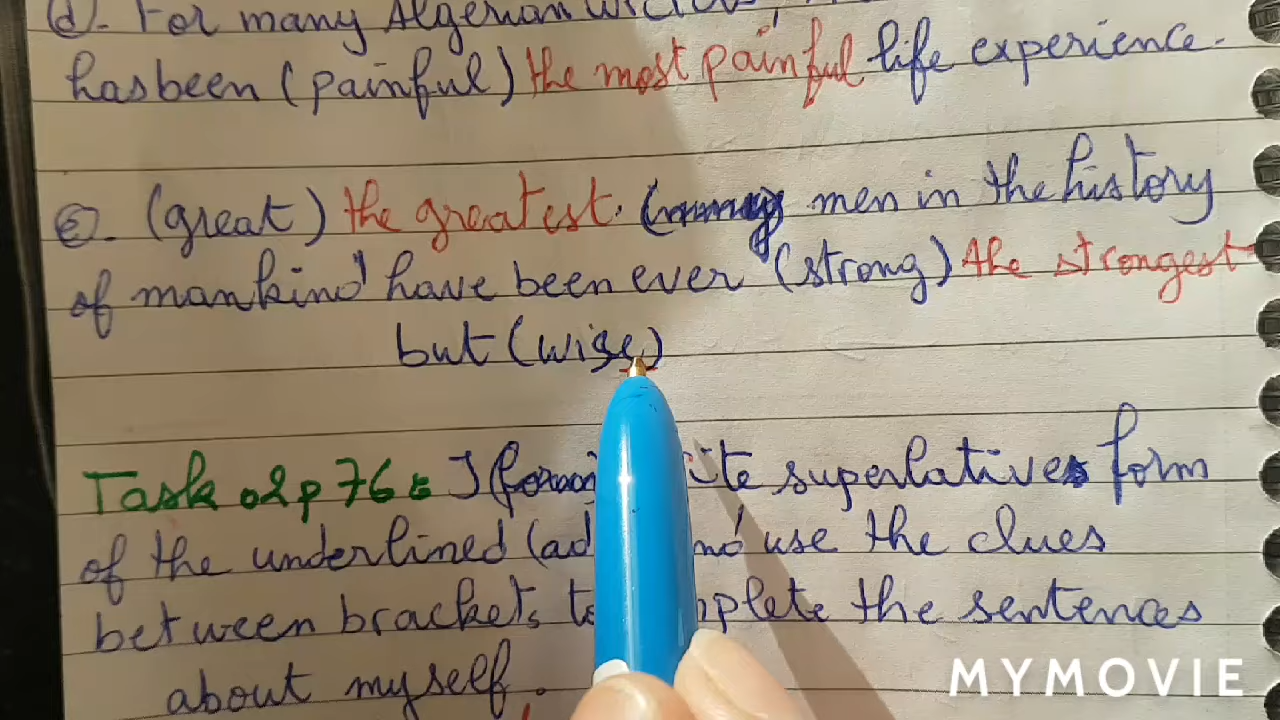 d). For many Algerian
has been (painful) the most painful life experience.
e). (great) the greatest. men in the history
of mankind have been ever (strong) the strongest
but (wise)
Task 02 p 76: I superlatives form
of the underlined use the clues
between brackets the sentences
about myself.
MYMOVIE